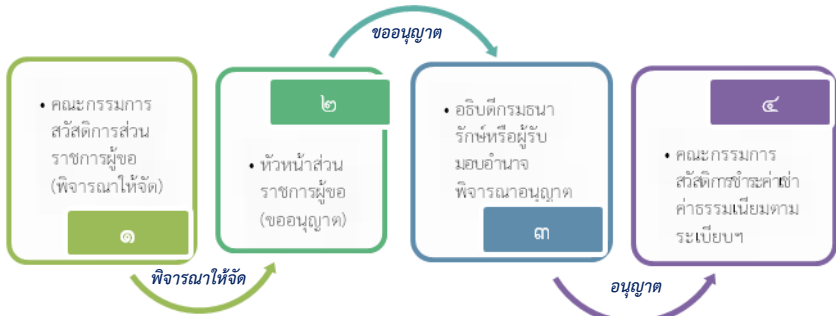 • คณะกรรมการ
สวัสดิการส่วน
ราชการผู้ขอ
(พิจารณาให้จัด)
๑
พิจารณาให้จัด
๒
• หัวหน้าส่วน
ราชการผู้ขอ
(ขออนุญาต)
ขออนุญาต
• อธิบดีกรมธนา
รักษ์หรือผู้รับ
มอบอำนาจ
พิจารณาอนุญาต
๓
อนุญาต
๔
• คณะกรรมการ
สวัสดิการชำระค่าเช่า
ค่าธรรมเนียมตาม
ระเบียบฯ